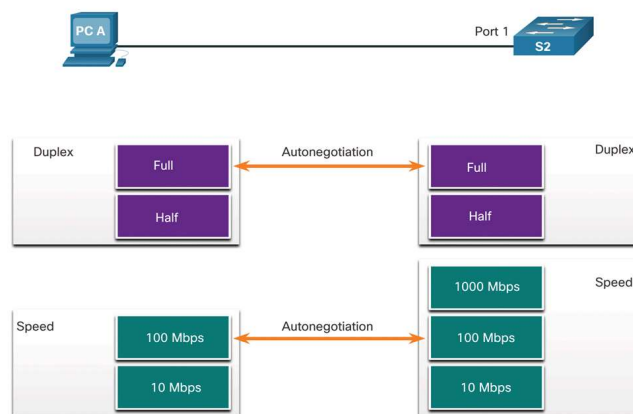 PC A
Port 1
S2
Duplex
Full
Autonegotiation
Full
Duplex
Half
Half
1000 Mbps
Speed
Speed
100 Mbps
Autonegotiation
100 Mbps
10 Mbps
10 Mbps